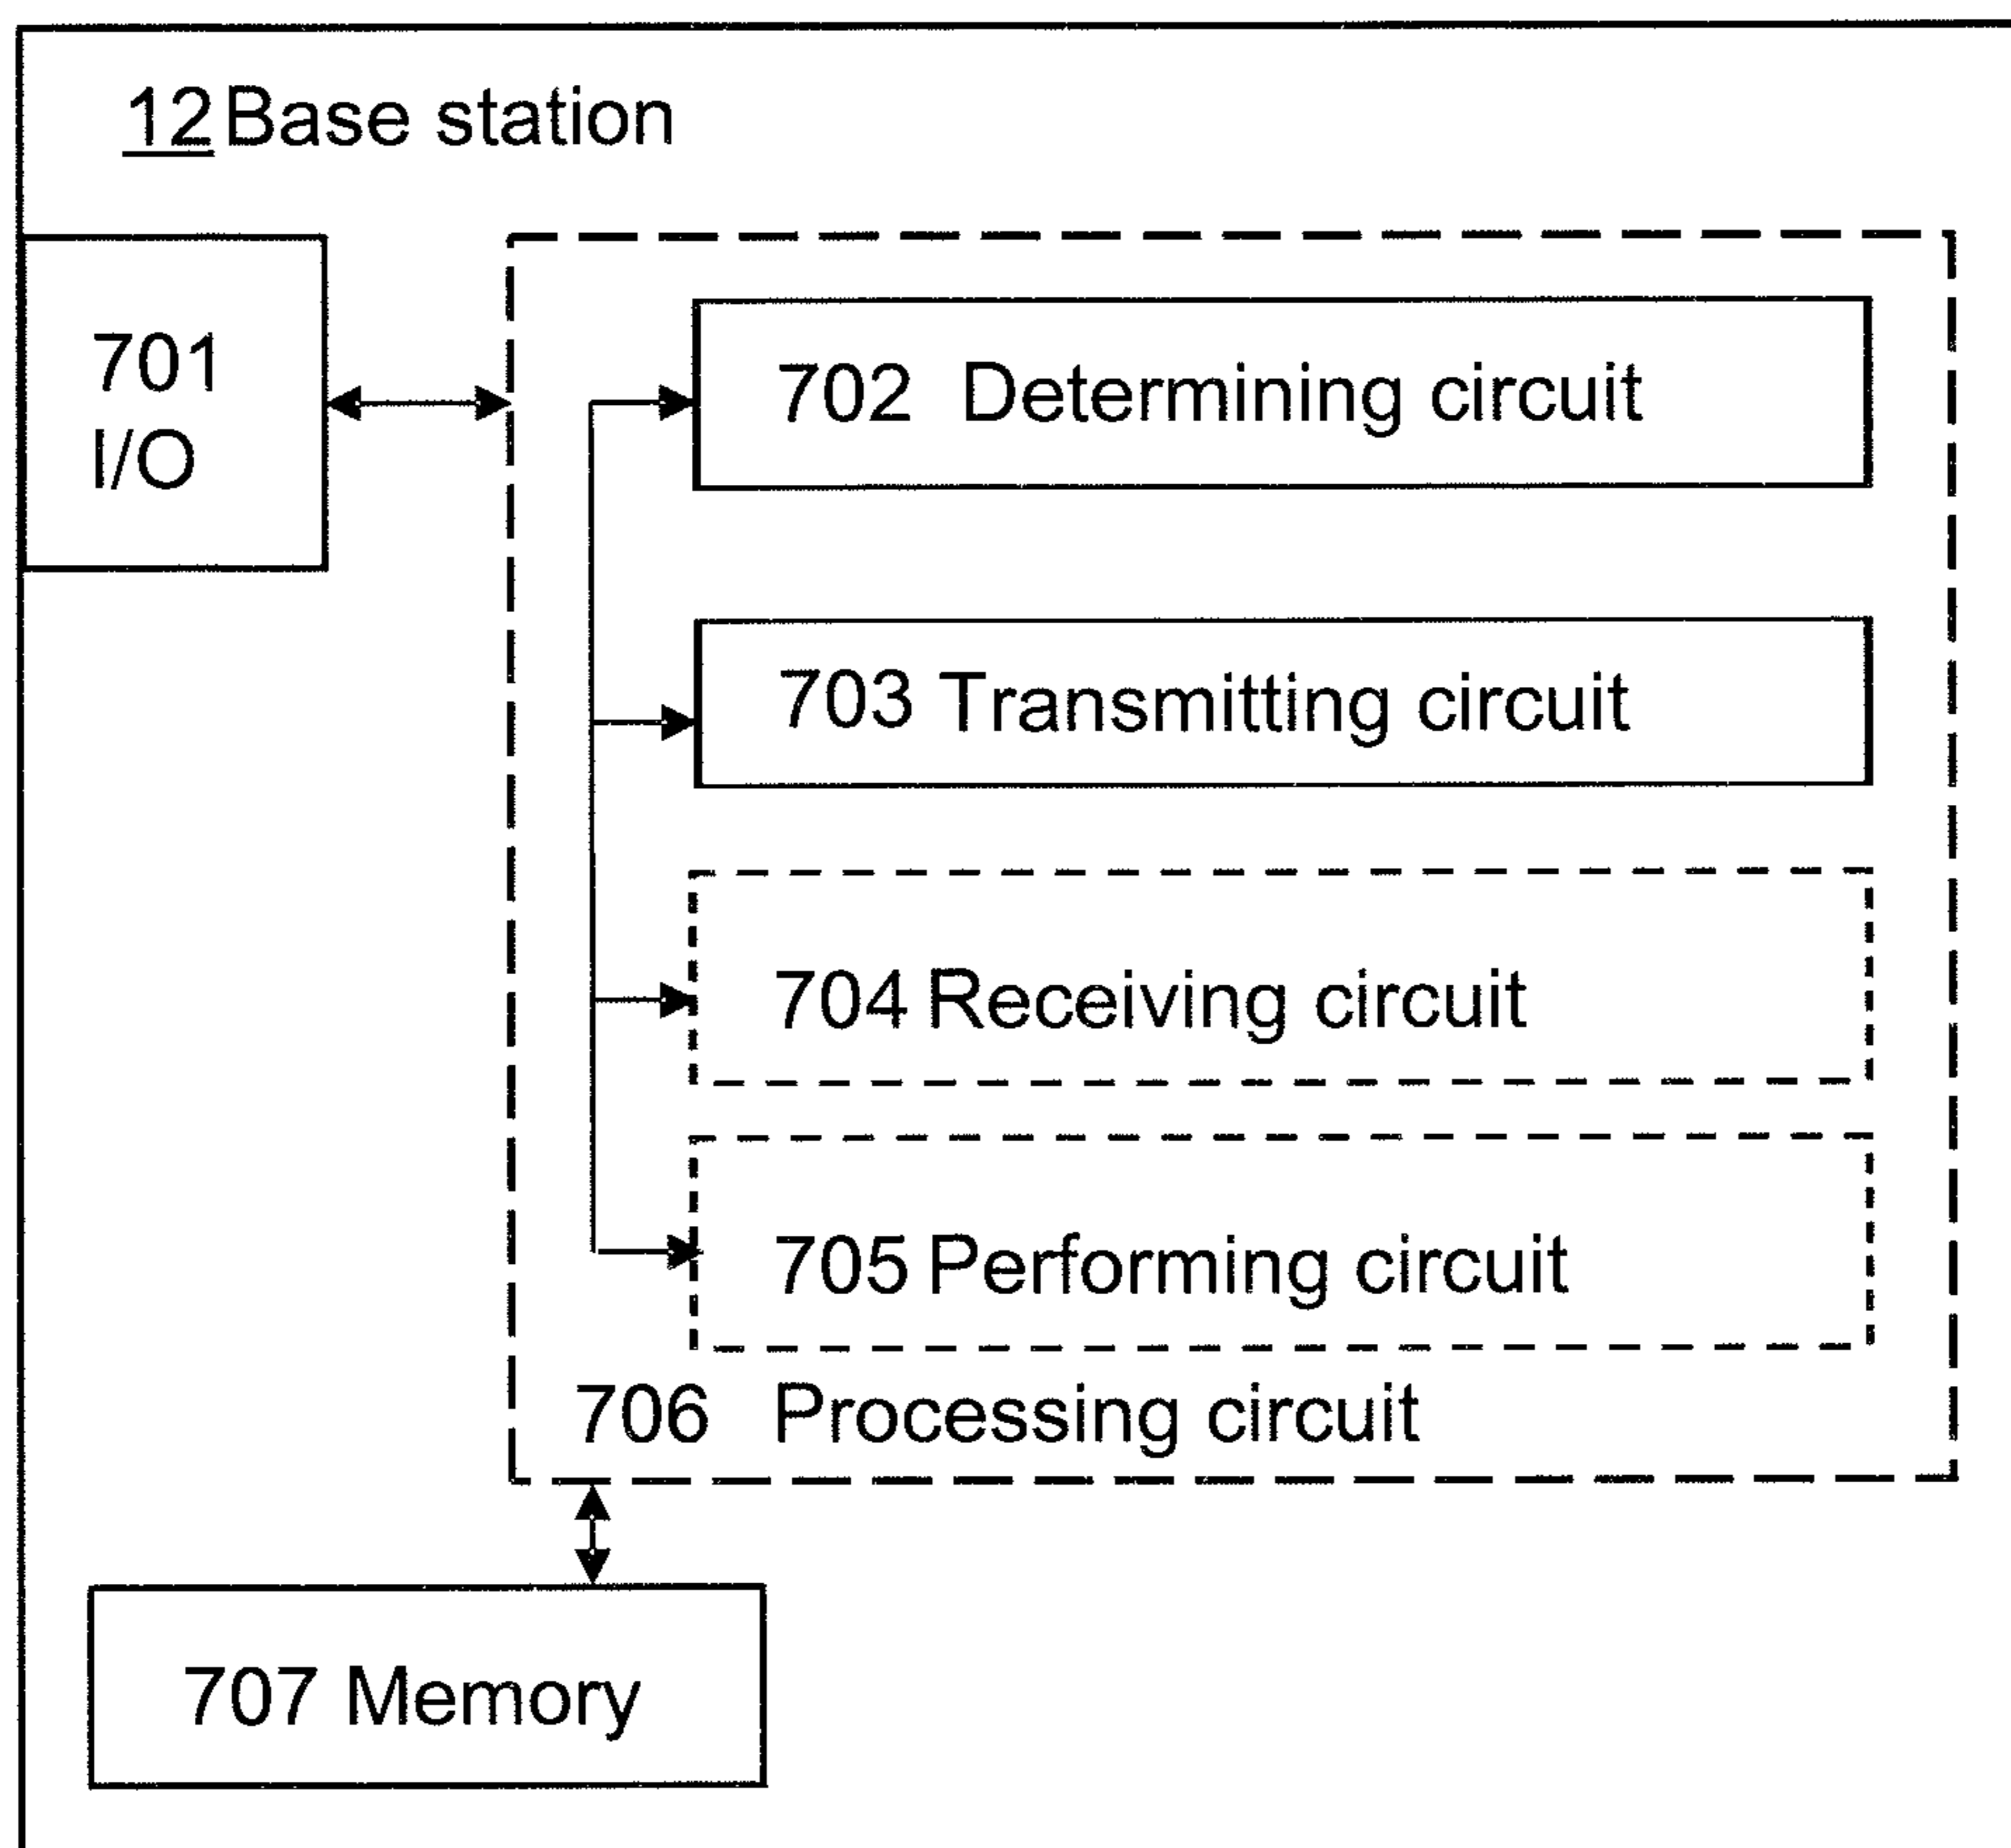 12 Base station
701
I/O
702 Determining circuit
703 Transmitting circuit
704 Receiving circuit
705 Performing circuit
706 Processing circuit
707 Memory